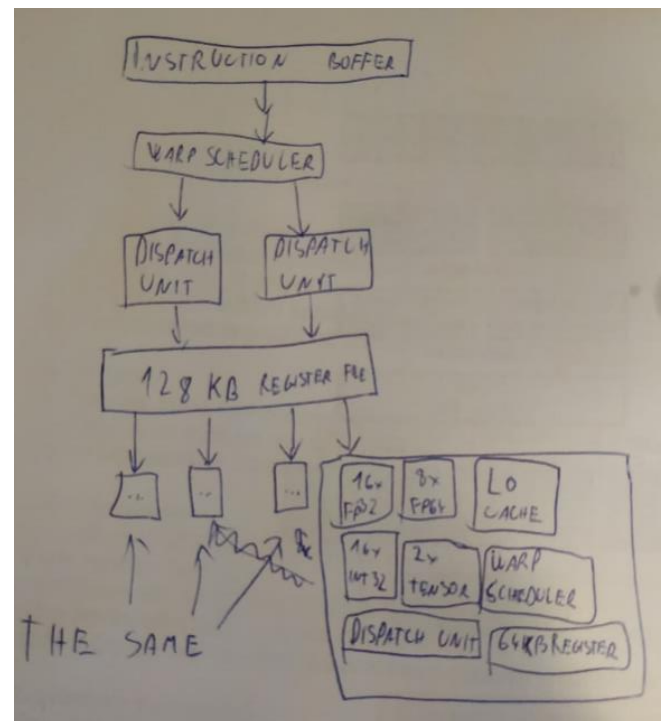 INSTRUCTION BOFFER
WARP SCHEDULER
DISPATCH DISPATCH
UNIT UNIT
128 KB REGISTER FILE
... ... ...
16x 8x L0
FP32 FP64 CACHE
16x 2x WARP
INT32 TENSOR SCHEDULER
DISPATCH UNIT 64KB REGISTER
THE SAME